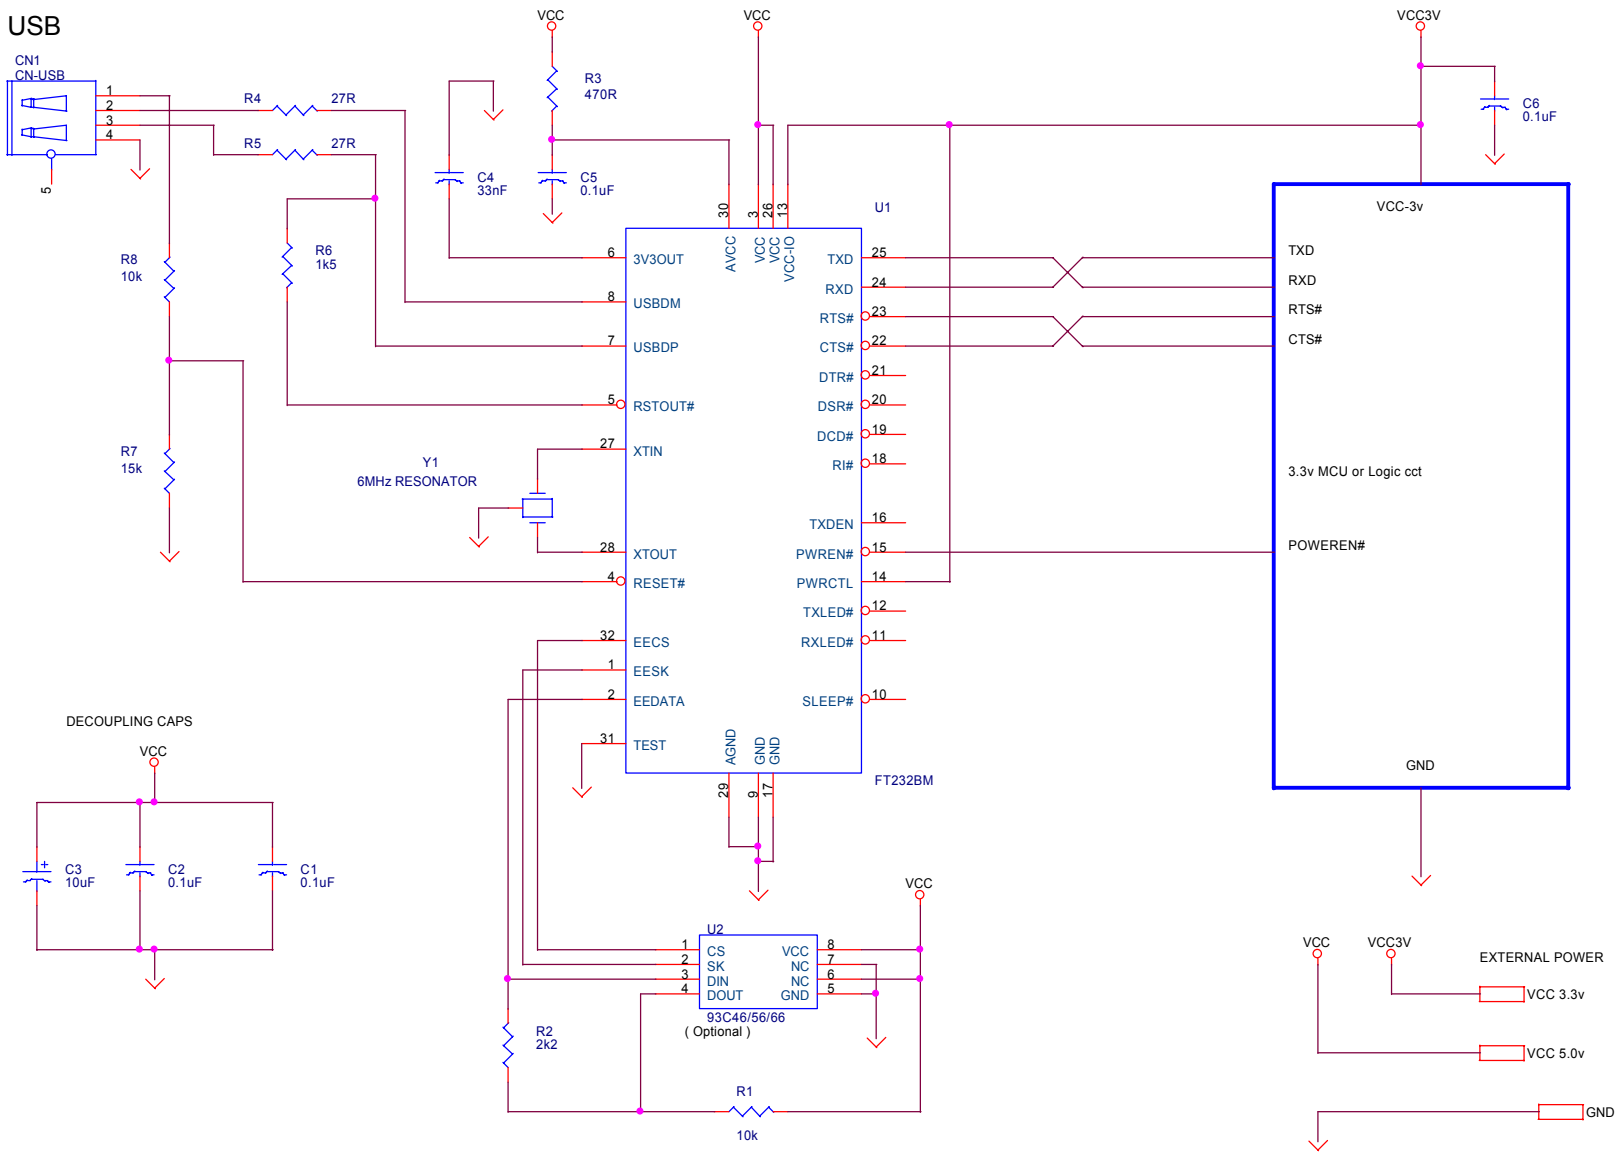 USB
CN1
CN-USB
1
2
3
4
5
R4
27R
R5
27R
VCC
R3
470R
C4
33nF
C5
0.1uF
VCC
VCC3V
C6
0.1uF
R8
10k
R6
1k5
R7
15k
Y1
6MHz RESONATOR
U1
30
3
26
13
AVCC
VCC
VCC
VCC-IO
6
3V3OUT
8
USBDM
7
USBDP
5
RSTOUT#
27
XTIN
28
XTOUT
4
RESET#
32
EECS
1
EESK
2
EEDATA
31
TEST
TXD
25
RXD
24
RTS#
23
CTS#
22
DTR#
21
DSR#
20
DCD#
19
RI#
18
TXDEN
16
PWREN#
15
PWRCTL
14
TXLED#
12
RXLED#
11
SLEEP#
10
AGND
GND
GND
29
9
17
FT232BM
VCC-3v
TXD
RXD
RTS#
CTS#
3.3v MCU or Logic cct
POWEREN#
GND
DECOUPLING CAPS
VCC
+
C3
10uF
C2
0.1uF
C1
0.1uF
VCC
U2
1
CS
2
SK
3
DIN
4
DOUT
VCC
8
NC
7
NC
6
GND
5
93C46/56/66
( Optional )
R2
2k2
R1
10k
VCC
VCC3V
EXTERNAL POWER
VCC 3.3v
VCC 5.0v
GND